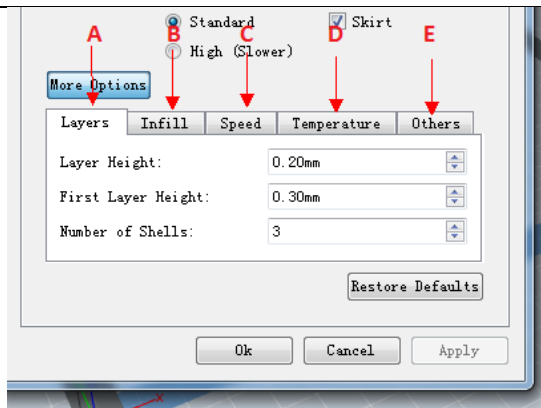 Standard Skirt
A B C D E
High (Slower)
More Options
Layers Infill Speed Temperature Others
Layer Height: 0.20mm
First Layer Height: 0.30mm
Number of Shells: 3
Restore Defaults
Ok Cancel Apply
X